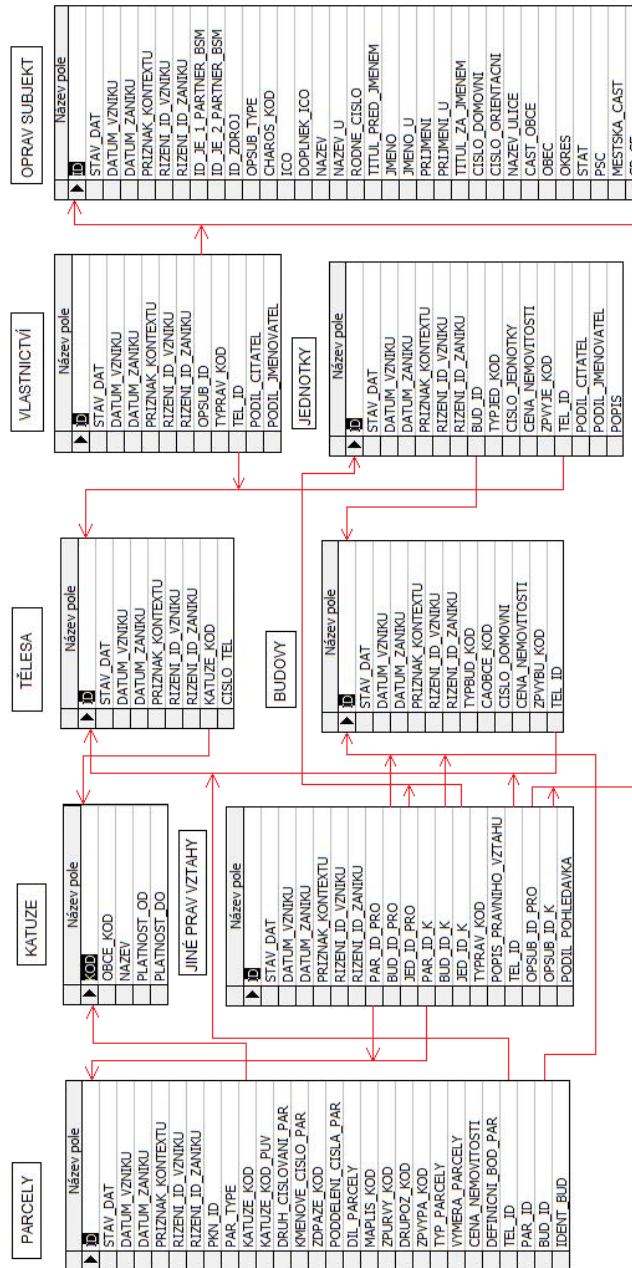 PARCELY
Název pole
ID
STAV_DAT
DATUM_VZNIKU
DATUM_ZANIKU
PRIZNAK_KONTEXTU
RIZENI_ID_VZNIKU
RIZENI_ID_ZANIKU
PKN_ID
PAR_TYPE
KATUZE_KOD
KATUZE_KOD_PUV
DRUH_CISLOVANI_PAR
KMENOVE_CISLO_PAR
ZDPAZE_KOD
PODDELENI_CISLA_PAR
DIL_PARCELY
MAPLIS_KOD
ZPURVY_KOD
DRUPOZ_KOD
ZPVYPA_KOD
TYP_PARCELY
VYMERA_PARCELY
CENA_NEMOVITOSTI
DEFINICNI_BOD_PAR
TEL_ID
PAR_ID
BUD_ID
IDENT_BUD
KATUZE
Název pole
KOD
OBCE_KOD
NAZEV
PLATNOST_OD
PLATNOST_DO
JINÉ PRAV VZTAHY
Název pole
ID
STAV_DAT
DATUM_VZNIKU
DATUM_ZANIKU
PRIZNAK_KONTEXTU
RIZENI_ID_VZNIKU
RIZENI_ID_ZANIKU
PAR_ID_PRO
BUD_ID_PRO
JED_ID_PRO
PAR_ID_K
BUD_ID_K
JED_ID_K
TYPRAV_KOD
POPIS_PRAVNIHO_VZTAHU
TEL_ID
OPSUB_ID_PRO
OPSUB_ID_K
PODIL_POHLEDAVKA
TĚLESA
Název pole
ID
STAV_DAT
DATUM_VZNIKU
DATUM_ZANIKU
PRIZNAK_KONTEXTU
RIZENI_ID_VZNIKU
RIZENI_ID_ZANIKU
KATUZE_KOD
CISLO_TEL
BUDOVY
Název pole
ID
STAV_DAT
DATUM_VZNIKU
DATUM_ZANIKU
PRIZNAK_KONTEXTU
RIZENI_ID_VZNIKU
RIZENI_ID_ZANIKU
TYPBUD_KOD
CAOBCE_KOD
CISLO_DOMOVNI
CENA_NEMOVITOSTI
ZPVYBU_KOD
TEL_ID
VLASTNICTVÍ
Název pole
ID
STAV_DAT
DATUM_VZNIKU
DATUM_ZANIKU
PRIZNAK_KONTEXTU
RIZENI_ID_VZNIKU
RIZENI_ID_ZANIKU
OPSUB_ID
TYPRAV_KOD
TEL_ID
PODIL_CITATEL
PODIL_JMENOVATEL
JEDNOTKY
Název pole
ID
STAV_DAT
DATUM_VZNIKU
DATUM_ZANIKU
PRIZNAK_KONTEXTU
RIZENI_ID_VZNIKU
RIZENI_ID_ZANIKU
BUD_ID
TYPJED_KOD
CISLO_JEDNOTKY
CENA_NEMOVITOSTI
ZPVYJE_KOD
TEL_ID
PODIL_CITATEL
PODIL_JMENOVATEL
POPIS
OPRAV SUBJEKT
Název pole
ID
STAV_DAT
DATUM_VZNIKU
DATUM_ZANIKU
PRIZNAK_KONTEXTU
RIZENI_ID_VZNIKU
RIZENI_ID_ZANIKU
ID_JE_1_PARTNER_BSM
ID_JE_2_PARTNER_BSM
ID_ZDROJ
OPSUB_TYPE
CHAROS_KOD
ICO
DOPLNEK_ICO
NAZEV
NAZEV_U
RODNE_CISLO
TITUL_PRED_JMENEM
JMENO
JMENO_U
PRIJMENI
PRIJMENI_U
TITUL_ZA_JMENEM
CISLO_DOMOVNI
CISLO_ORIENTACNI
NAZEV_ULICE
CAST_OBCE
OBEC
OKRES
STAT
PSC
MESTSKA_CAST